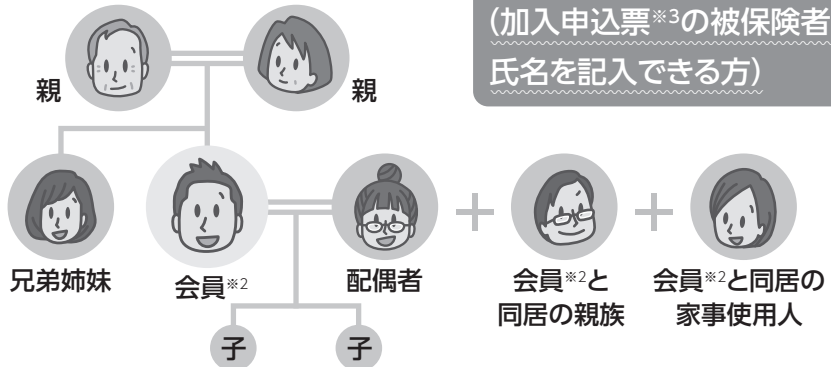 (加入申込票※3の被保険者
氏名を記入できる方)
親
親
兄弟姉妹
会員※2
配偶者
会員※2と
同居の親族
会員※2と同居の
家事使用人
子
子